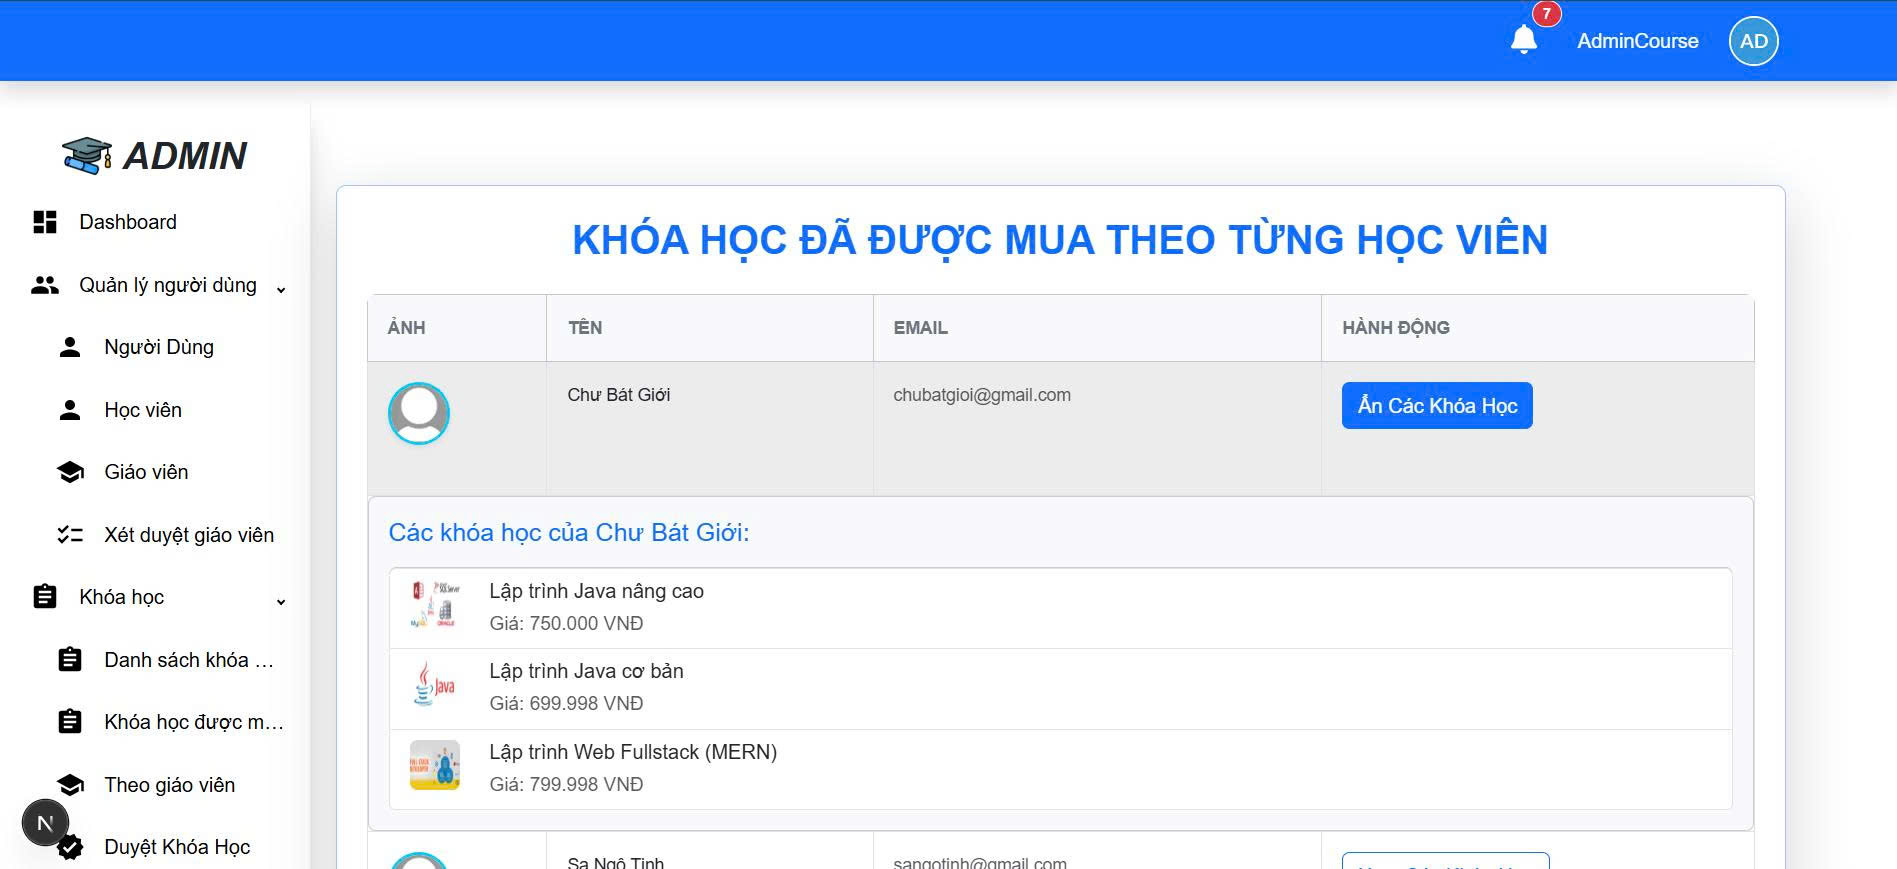 7
AdminCourse
AD
ADMIN
Dashboard
Quản lý người dùng
Người Dùng
Học viên
Giáo viên
Xét duyệt giáo viên
Khóa học
Danh sách khóa ...
Khóa học được m...
Theo giáo viên
N
Duyệt Khóa Học
KHÓA HỌC ĐÃ ĐƯỢC MUA THEO TỪNG HỌC VIÊN
ẢNH TÊN EMAIL HÀNH ĐỘNG
Chư Bát Giới chubatgioi@gmail.com Ẩn Các Khóa Học
Các khóa học của Chư Bát Giới:
Lập trình Java nâng cao
Giá: 750.000 VNĐ
Java
Lập trình Java cơ bản
Giá: 699.998 VNĐ
Lập trình Web Fullstack (MERN)
Giá: 799.998 VNĐ
Sa Ngộ Tịnh sangotinh@gmail.com